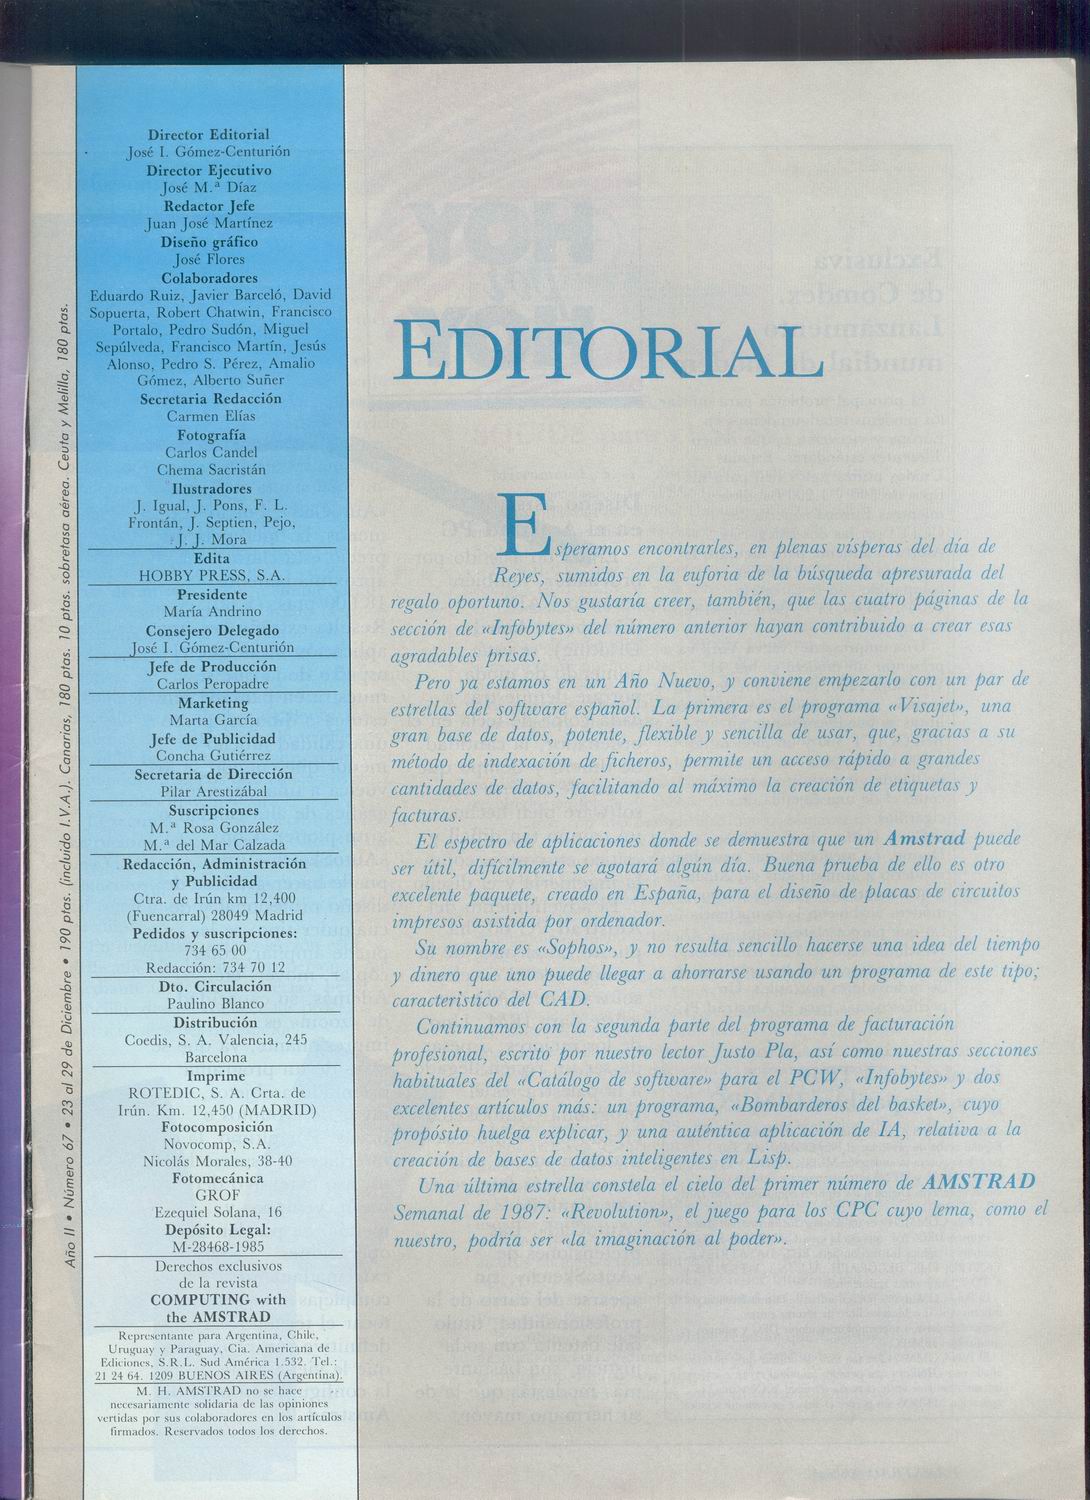 Director Editorial
José I. Gómez-Centurión
Director Ejecutivo
José M.ª Díaz
Redactor Jefe
Juan José Martínez
Diseño gráfico
José Flores
Colaboradores
Eduardo Ruiz, Javier Barceló, David
Sopuerta, Robert Chatwin, Francisco
Portalo, Pedro Sudón, Miguel
Sepúlveda, Francisco Martín, Jesús
Alonso, Pedro S. Pérez, Amalio
Gómez, Alberto Suñer
Secretaria Redacción
Carmen Elías
Fotografía
Carlos Candel
Chema Sacristán
Ilustradores
J. Igual, J. Pons, F. L.
Frontán, J. Septien, Pejo,
J. J. Mora
Edita
HOBBY PRESS, S.A.
Presidente
María Andrino
Consejero Delegado
José I. Gómez-Centurión
Jefe de Producción
Carlos Peropadre
Marketing
Marta García
Jefe de Publicidad
Concha Gutiérrez
Secretaria de Dirección
Pilar Arestizábal
Suscripciones
M.ª Rosa González
M.ª del Mar Calzada
Redacción, Administración
y Publicidad
Ctra. de Irún km 12,400
(Fuencarral) 28049 Madrid
Pedidos y suscripciones:
734 65 00
Redacción: 734 70 12
Dto. Circulación
Paulino Blanco
Distribución
Coedis, S. A. Valencia, 245
Barcelona
Imprime
ROTEDIC, S. A. Crta. de
Irún. Km. 12,450 (MADRID)
Fotocomposición
Novocomp, S.A.
Nicolás Morales, 38-40
Fotomecánica
GROF
Ezequiel Solana, 16
Depósito Legal:
M-28468-1985
Derechos exclusivos
de la revista
COMPUTING with
the AMSTRAD
Representante para Argentina, Chile,
Uruguay y Paraguay, Cia. Americana de
Ediciones, S.R.L. Sud América 1.532. Tel.:
21 24 64. 1209 BUENOS AIRES (Argentina).
M. H. AMSTRAD no se hace
necesariamente solidaria de las opiniones
vertidas por sus colaboradores en los artículos
firmados. Reservados todos los derechos.
Año II • Número 67 • 23 al 29 de Diciembre • 190 ptas. (incluido I.V.A.). Canarias, 180 ptas. 10 ptas. sobretasa aérea. Ceuta y Melilla, 180 ptas.
EDITORIAL
Esperamos encontrarles, en plenas vísperas del día de
Reyes, sumidos en la euforia de la búsqueda apresurada del
regalo oportuno. Nos gustaría creer, también, que las cuatro páginas de la
sección de «Infobytes» del número anterior hayan contribuido a crear esas
agradables prisas.
Pero ya estamos en un Año Nuevo, y conviene empezarlo con un par de
estrellas del software español. La primera es el programa «Visajet», una
gran base de datos, potente, flexible y sencilla de usar, que, gracias a su
método de indexación de ficheros, permite un acceso rápido a grandes
cantidades de datos, facilitando al máximo la creación de etiquetas y
facturas.
El espectro de aplicaciones donde se demuestra que un Amstrad puede
ser útil, difícilmente se agotará algún día. Buena prueba de ello es otro
excelente paquete, creado en España, para el diseño de placas de circuitos
impresos asistida por ordenador.
Su nombre es «Sophos», y no resulta sencillo hacerse una idea del tiempo
y dinero que uno puede llegar a ahorrarse usando un programa de este tipo;
caracteristico del CAD.
Continuamos con la segunda parte del programa de facturación
profesional, escrito por nuestro lector Justo Pla, así como nuestras secciones
habituales del «Catálogo de software» para el PCW, «Infobytes» y dos
excelentes artículos más: un programa, «Bombarderos del basket», cuyo
propósito huelga explicar, y una auténtica aplicación de IA, relativa a la
creación de bases de datos inteligentes en Lisp.
Una última estrella constela el cielo del primer número de AMSTRAD
Semanal de 1987: «Revolution», el juego para los CPC cuyo lema, como el
nuestro, podría ser «la imaginación al poder».